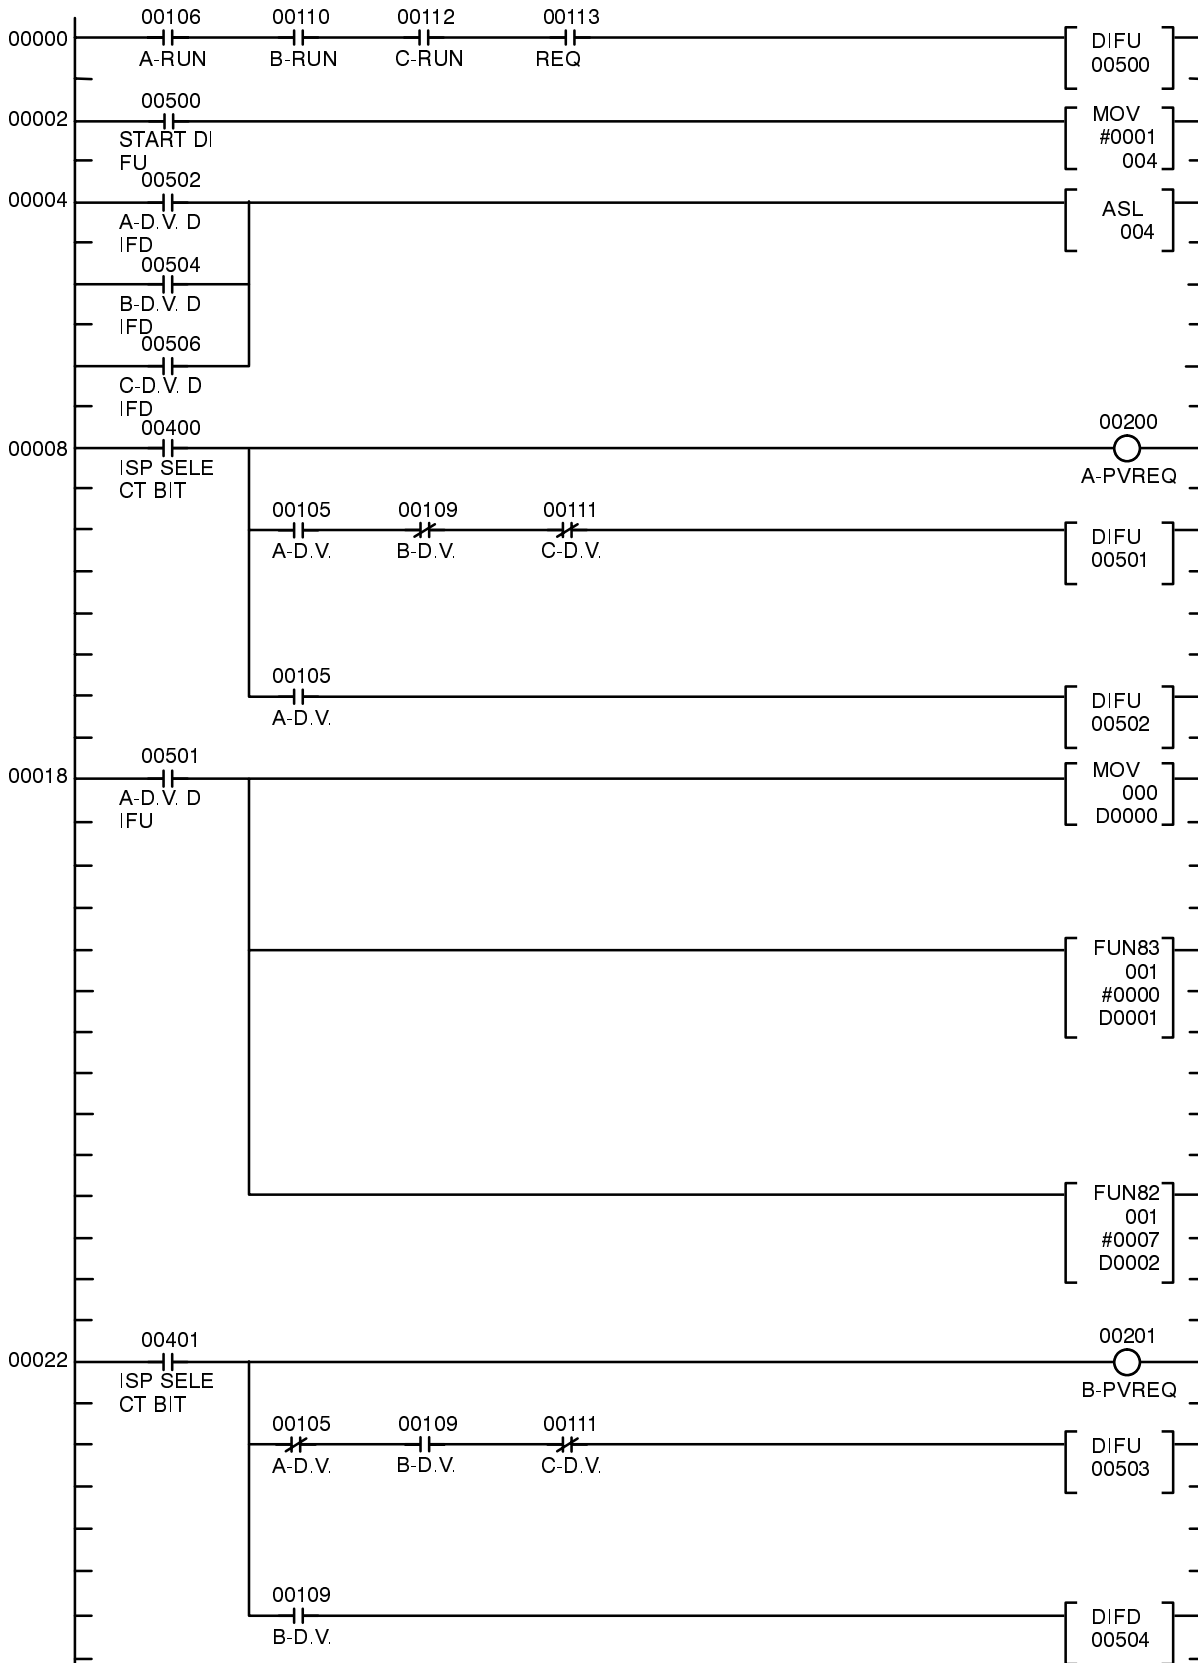 00106 00110 00112 00113
00000 DIFU
A-RUN B-RUN C-RUN REQ 00500
00500
00002 MOV
START DI #0001
FU 004
00502
00004 ASL
A-D.V. D 004
IFD
00504
B-D.V. D
IFD
00506
C-D.V. D
IFD
00400 00200
00008
ISP SELE A-PVREQ
CT BIT
00105 00109 00111
DIFU
A-D.V. B-D.V. C-D.V. 00501
00105
DIFU
A-D.V. 00502
00501
00018 MOV
A-D.V. D 000
IFU D0000
FUN83
001
#0000
D0001
FUN82
001
#0007
D0002
00401 00201
00022
ISP SELE B-PVREQ
CT BIT
00105 00109 00111
DIFU
A-D.V. B-D.V. C-D.V. 00503
00109
DIFD
B-D.V. 00504